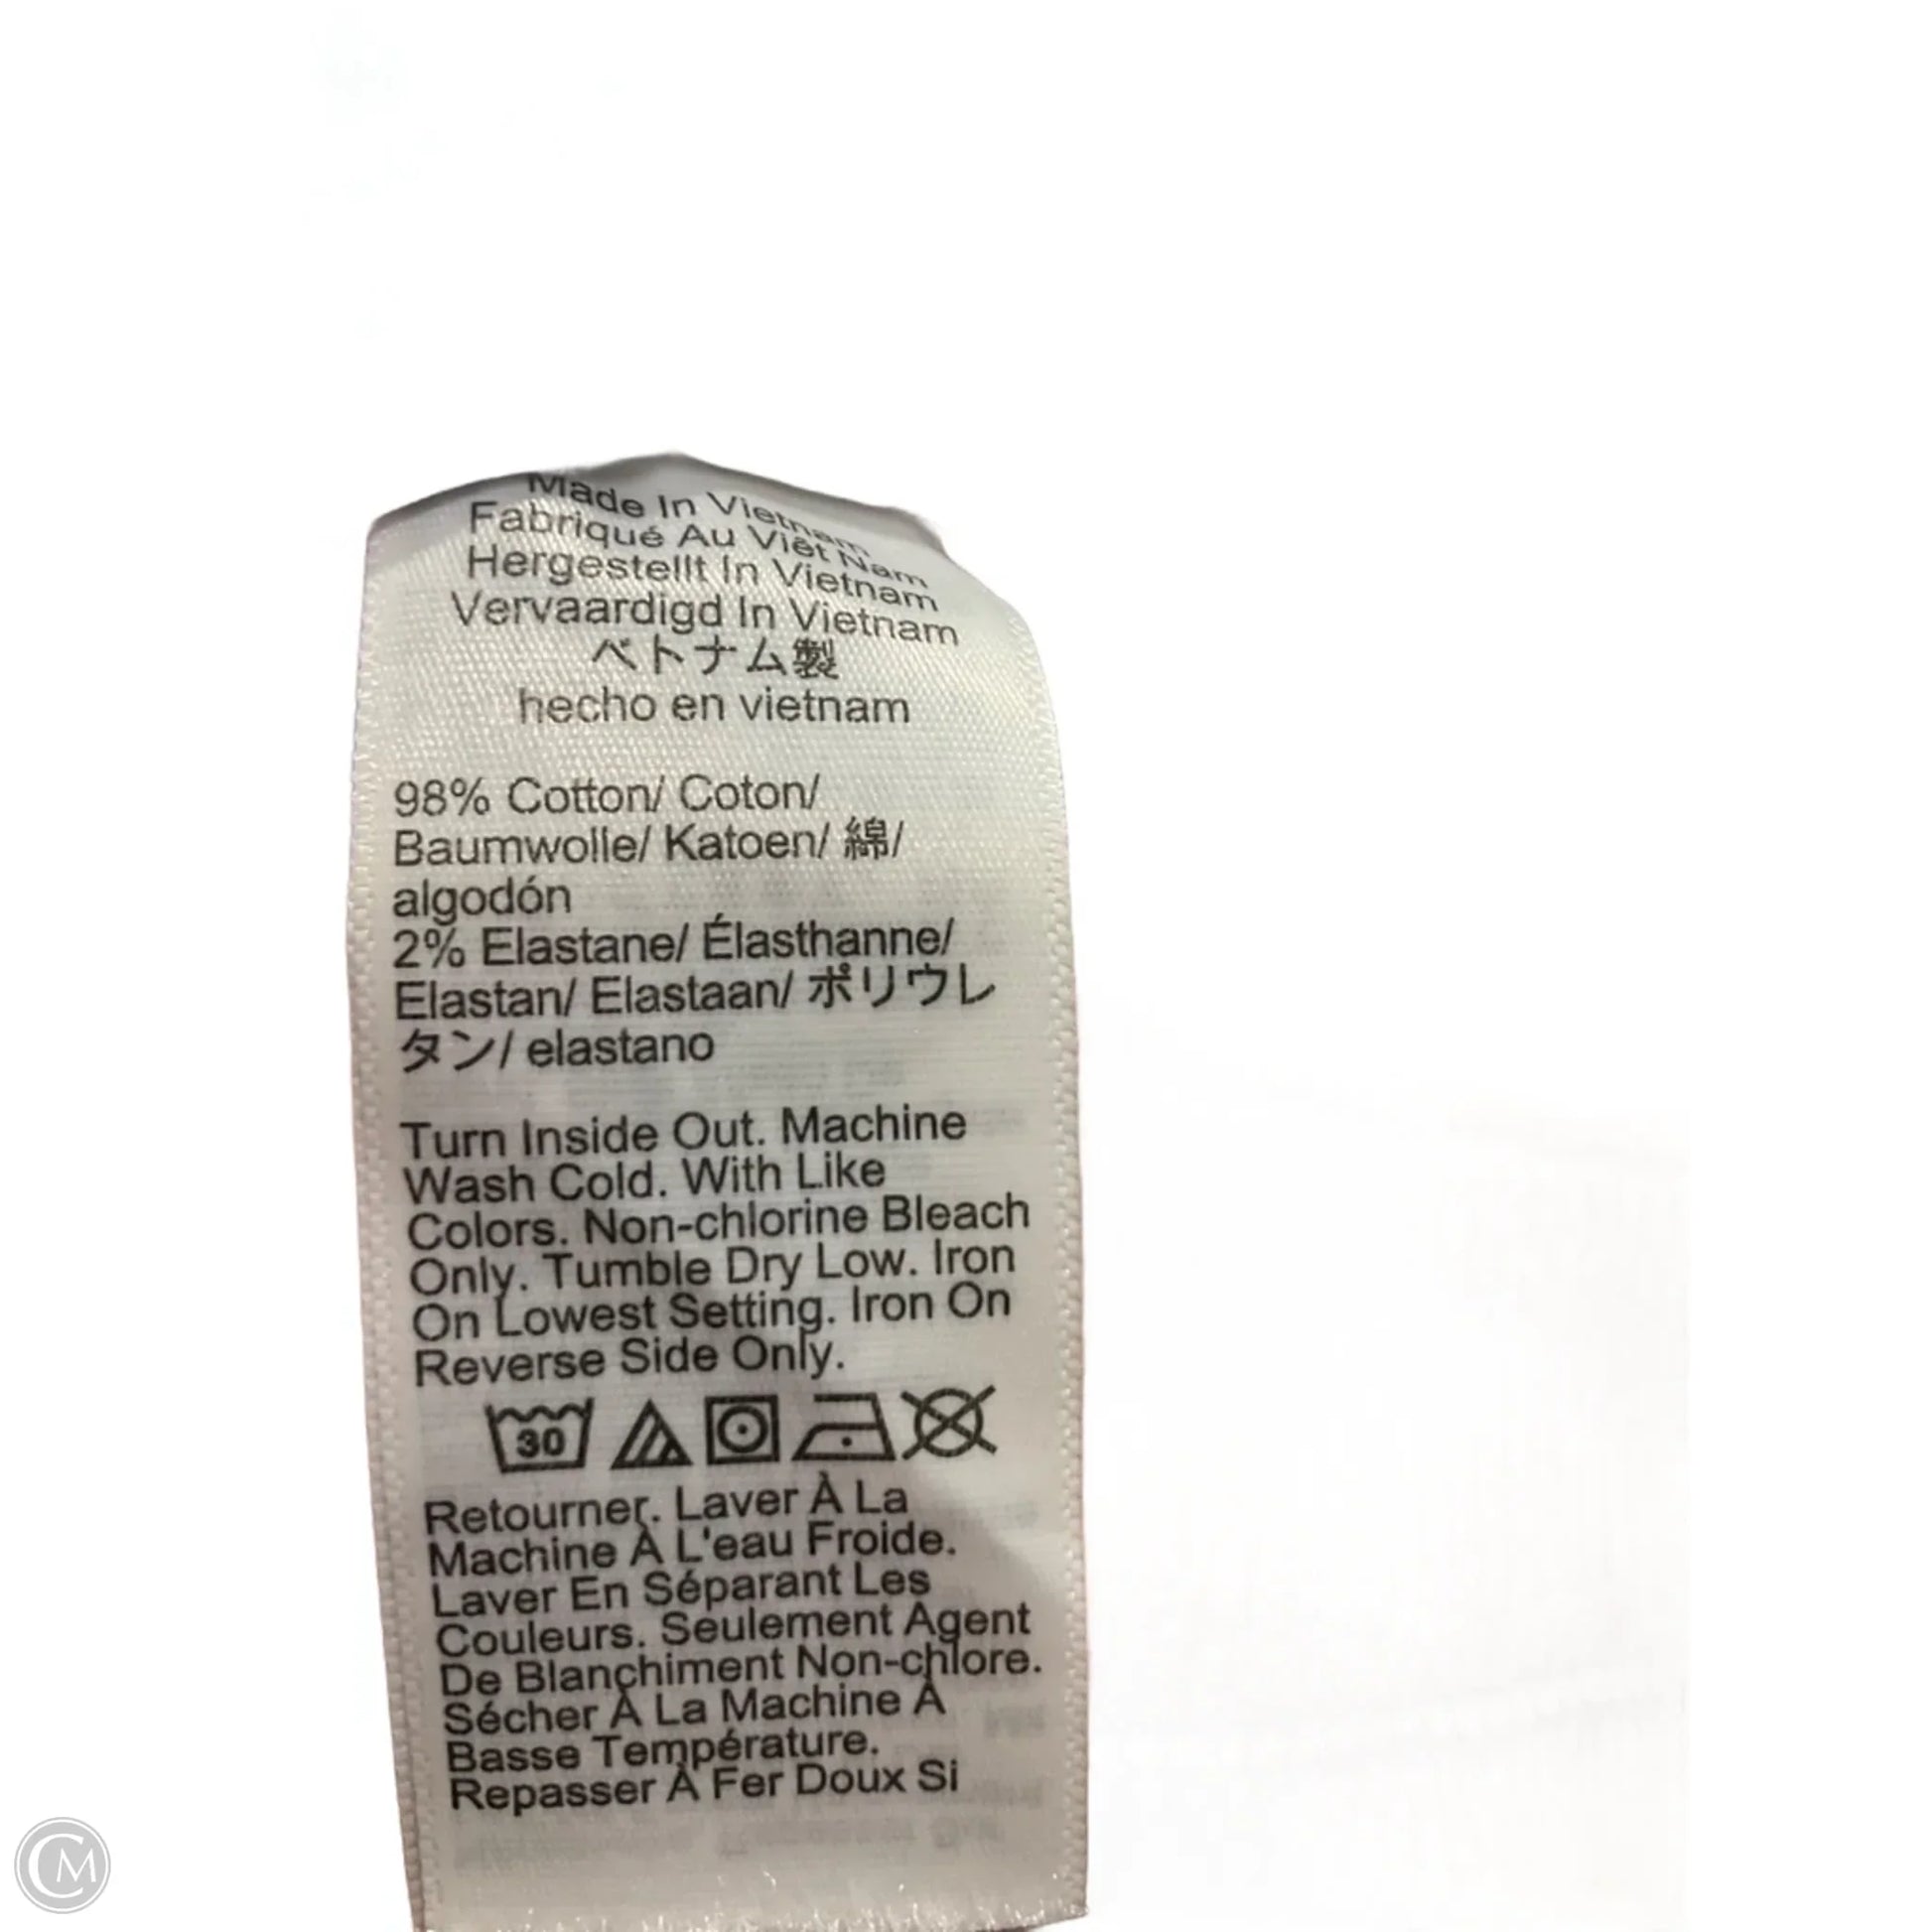 Made In Vietnam
Fabriqué Au Viêt Nam
Hergestellt In Vietnam
Vervaardigd In Vietnam
ベトナム製
hecho en vietnam
98% Cotton/ Coton/
Baumwolle/ Katoen/ 綿/
algodón
2% Elastane/ Élasthanne/
Elastan/ Elastaan/ ポリウレ
タン/ elastano
Turn Inside Out. Machine
Wash Cold. With Like
Colors. Non-chlorine Bleach
Only. Tumble Dry Low. Iron
On Lowest Setting. Iron On
Reverse Side Only.
30
Retourner. Laver À La
Machine À L'eau Froide.
Laver En Séparant Les
Couleurs. Seulement Agent
De Blanchiment Non-chlore.
Sécher À La Machine À
Basse Température.
Repasser À Fer Doux Si
CM